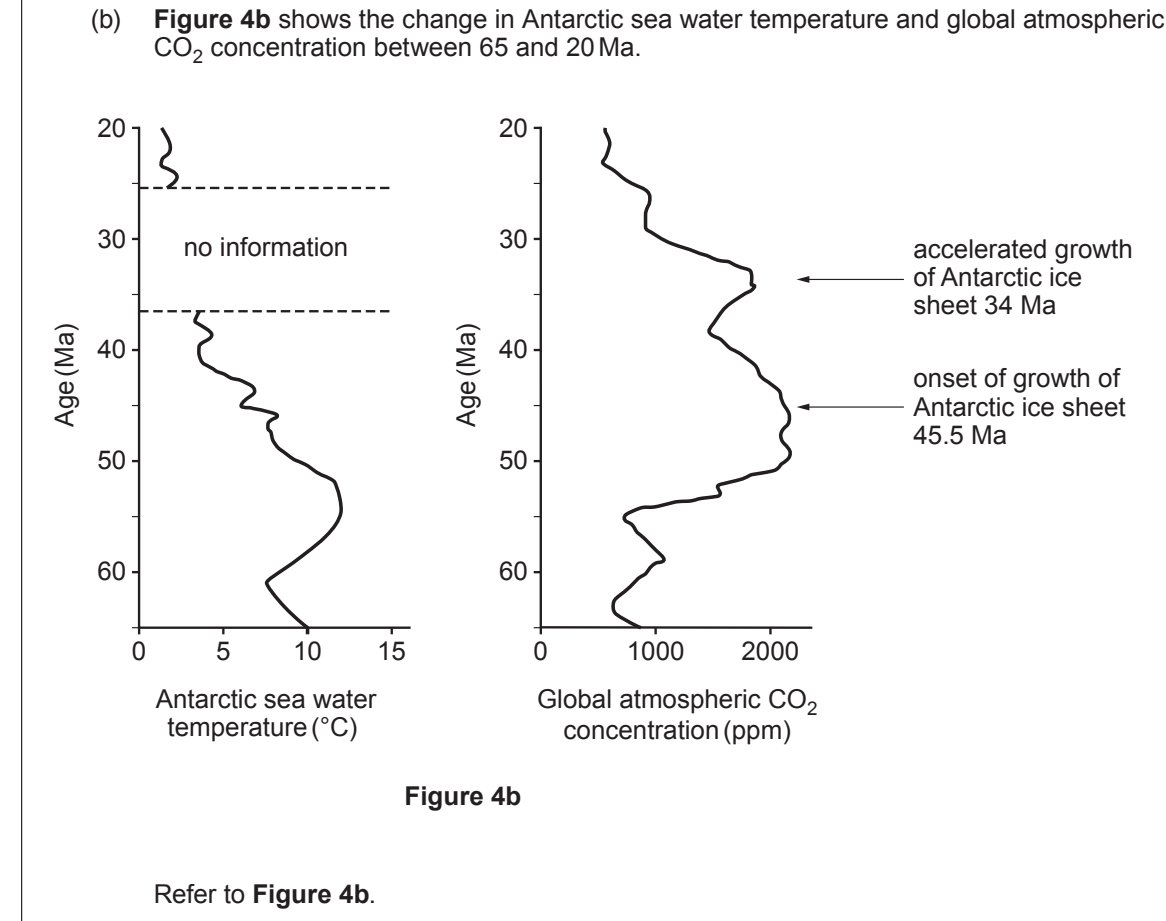 (b) Figure 4b shows the change in Antarctic sea water temperature and global atmospheric
CO₂ concentration between 65 and 20 Ma.
20
30
40
50
60
Age (Ma)
no information
0 5 10 15
Antarctic sea water
temperature (°C)
20
30
40
50
60
Age (Ma)
0 1000 2000
Global atmospheric CO₂
concentration (ppm)
accelerated growth
of Antarctic ice
sheet 34 Ma
onset of growth of
Antarctic ice sheet
45.5 Ma
Figure 4b
Refer to Figure 4b.